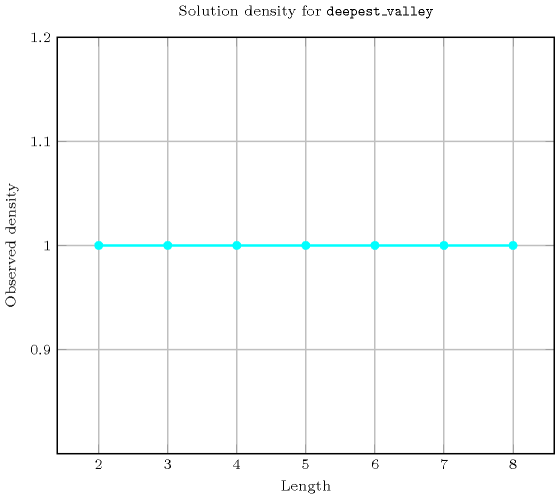 Solution density for deepest_valley
1.2
1.1
1
0.9
Observed density
2 3 4 5 6 7 8
Length